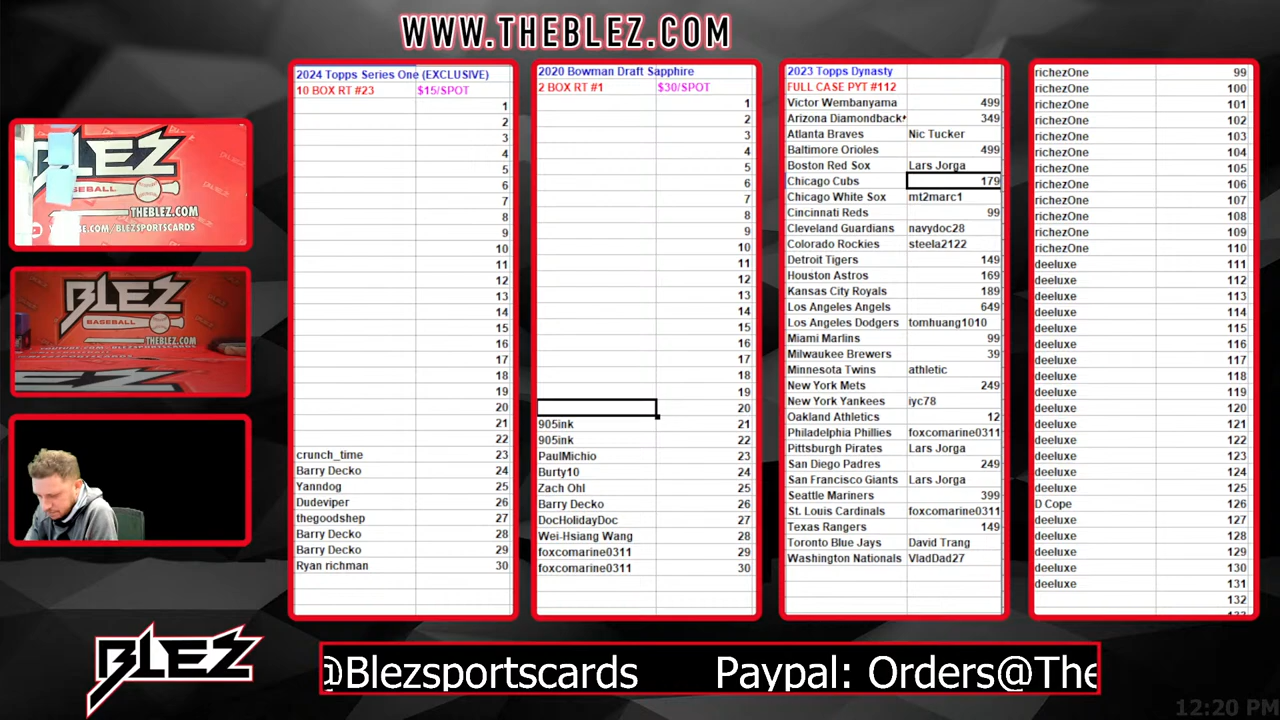 WWW.THEBLEZ.COM
2024 Topps Series One (EXCLUSIVE)
10 BOX RT #23 $15/SPOT
1
2
3
4
5
6
7
8
9
10
11
12
13
14
15
16
17
18
19
20
21
22
crunch_time 23
Barry Decko 24
Yanndog 25
Dudeviper 26
thegoodshep 27
Barry Decko 28
Barry Decko 29
Ryan richman 30
2020 Bowman Draft Sapphire
2 BOX RT #1 $30/SPOT
1
2
3
4
5
6
7
8
9
10
11
12
13
14
15
16
17
18
19
20
905ink 21
905ink 22
PaulMichio 23
Burty10 24
Zach Ohl 25
Barry Decko 26
DocHolidayDoc 27
Wei-Hsiang Wang 28
foxcomarine0311 29
foxcomarine0311 30
2023 Topps Dynasty
FULL CASE PYT #112
Victor Wembanyama 499
Arizona Diamondback 349
Atlanta Braves Nic Tucker
Baltimore Orioles 499
Boston Red Sox Lars Jorga
Chicago Cubs 179
Chicago White Sox mt2marc1
Cincinnati Reds 99
Cleveland Guardians navydoc28
Colorado Rockies steela2122
Detroit Tigers 149
Houston Astros 169
Kansas City Royals 189
Los Angeles Angels 649
Los Angeles Dodgers tomhuang1010
Miami Marlins 99
Milwaukee Brewers 39
Minnesota Twins athletic
New York Mets 249
New York Yankees iyc78
Oakland Athletics 12
Philadelphia Phillies foxcomarine0311
Pittsburgh Pirates Lars Jorga
San Diego Padres 249
San Francisco Giants Lars Jorga
Seattle Mariners 399
St. Louis Cardinals foxcomarine0311
Texas Rangers 149
Toronto Blue Jays David Trang
Washington Nationals VladDad27
richezOne 99
richezOne 100
richezOne 101
richezOne 102
richezOne 103
richezOne 104
richezOne 105
richezOne 106
richezOne 107
richezOne 108
richezOne 109
richezOne 110
deeluxe 111
deeluxe 112
deeluxe 113
deeluxe 114
deeluxe 115
deeluxe 116
deeluxe 117
deeluxe 118
deeluxe 119
deeluxe 120
deeluxe 121
deeluxe 122
deeluxe 123
deeluxe 124
deeluxe 125
D Cope 126
deeluxe 127
deeluxe 128
deeluxe 129
deeluxe 130
deeluxe 131
132
BLEZ
BASEBALL
THEBLEZ.COM
BLEZ
BASEBALL
THEBLEZ.COM
BLEZ
@Blezsportscards Paypal: Orders@The
12:20 PM